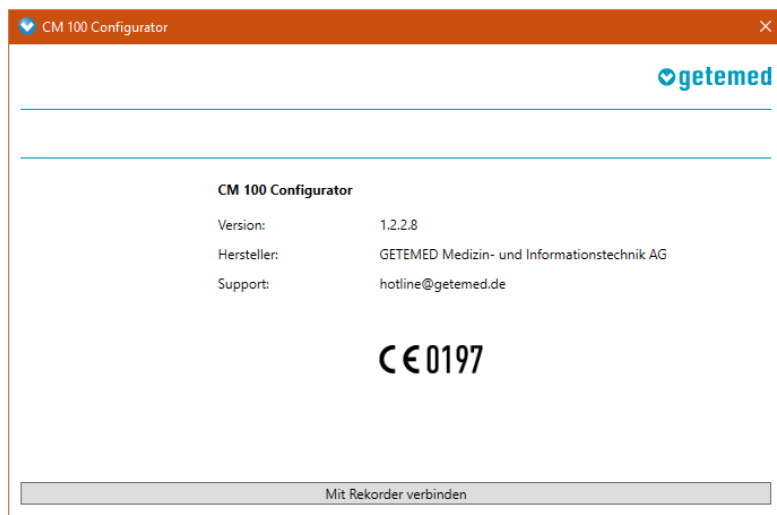 CM 100 Configurator
getemed
CM 100 Configurator
Version: 1.2.2.8
Hersteller: GETEMED Medizin- und Informationstechnik AG
Support: hotline@getemed.de
CE 0197
Mit Rekorder verbinden